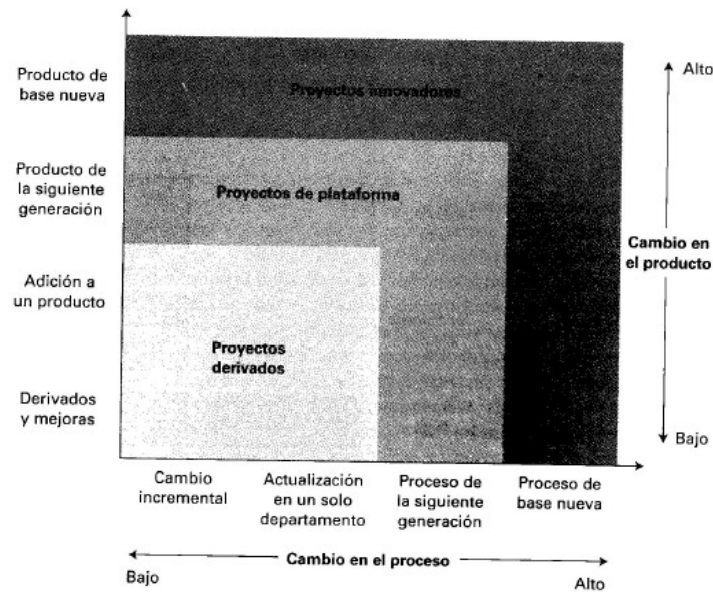 Producto de
base nueva
Proyectos innovadores
Alto
Producto de
la siguiente
generación
Proyectos de plataforma
Cambio en
el producto
Adición a
un producto
Proyectos
derivados
Derivados
y mejoras
Bajo
Cambio
incremental
Actualización
en un solo
departamento
Proceso de
la siguiente
generación
Proceso de
base nueva
Cambio en el proceso
Bajo
Alto